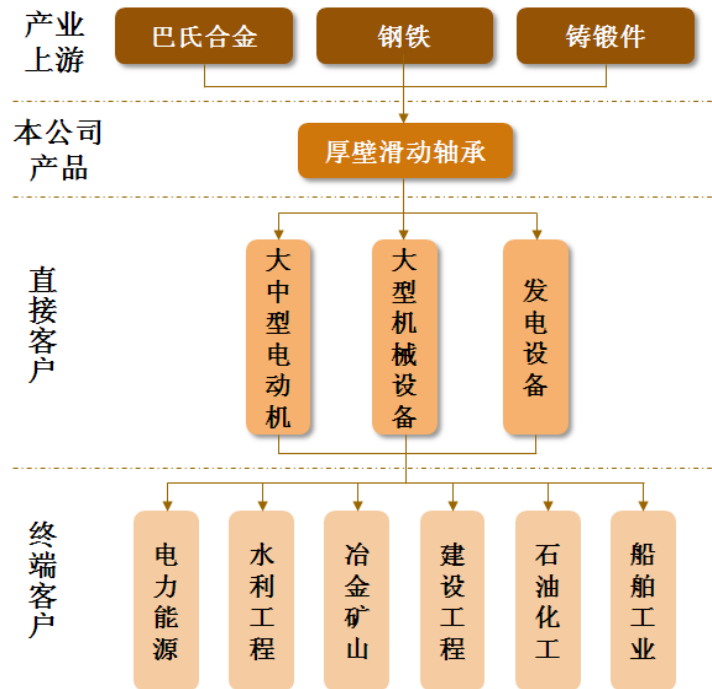 产业
上游
巴氏合金
钢铁
铸锻件
本公司
产品
厚壁滑动轴承
直接客户
大中型电动机
大型机械设备
发电设备
终端客户
电力能源
水利工程
冶金矿山
建设工程
石油化工
船舶工业